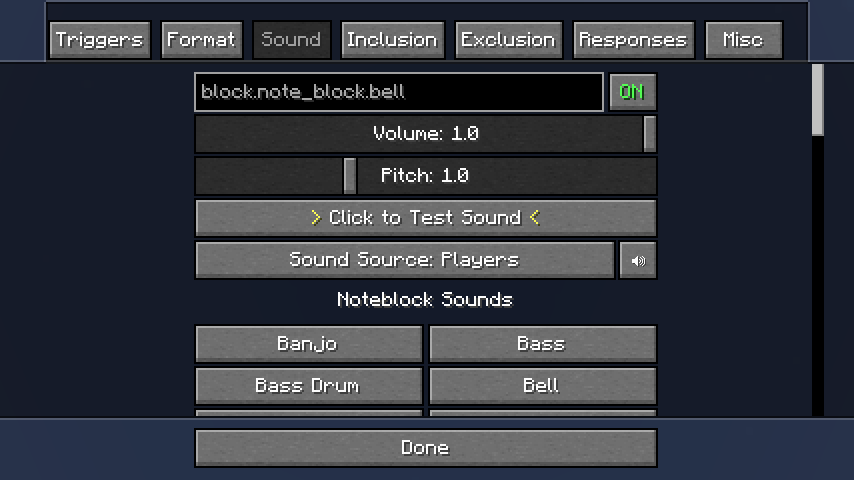 Triggers Format Sound Inclusion Exclusion Responses Misc
block.note_block.bell ON
Volume: 1.0
Pitch: 1.0
> Click to Test Sound <
Sound Source: Players
Noteblock Sounds
Banjo Bass
Bass Drum Bell
Done